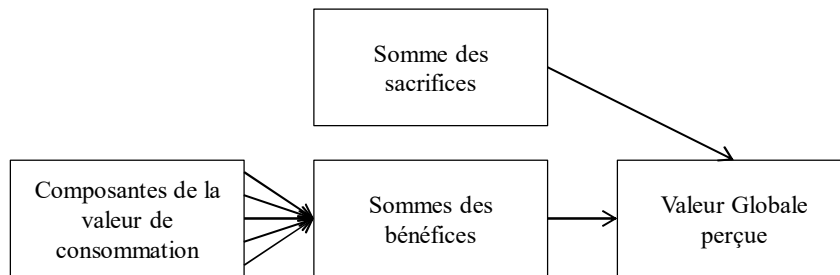 Somme des
sacrifices
Composantes de la
valeur de
consommation
Sommes des
bénéfices
Valeur Globale
perçue